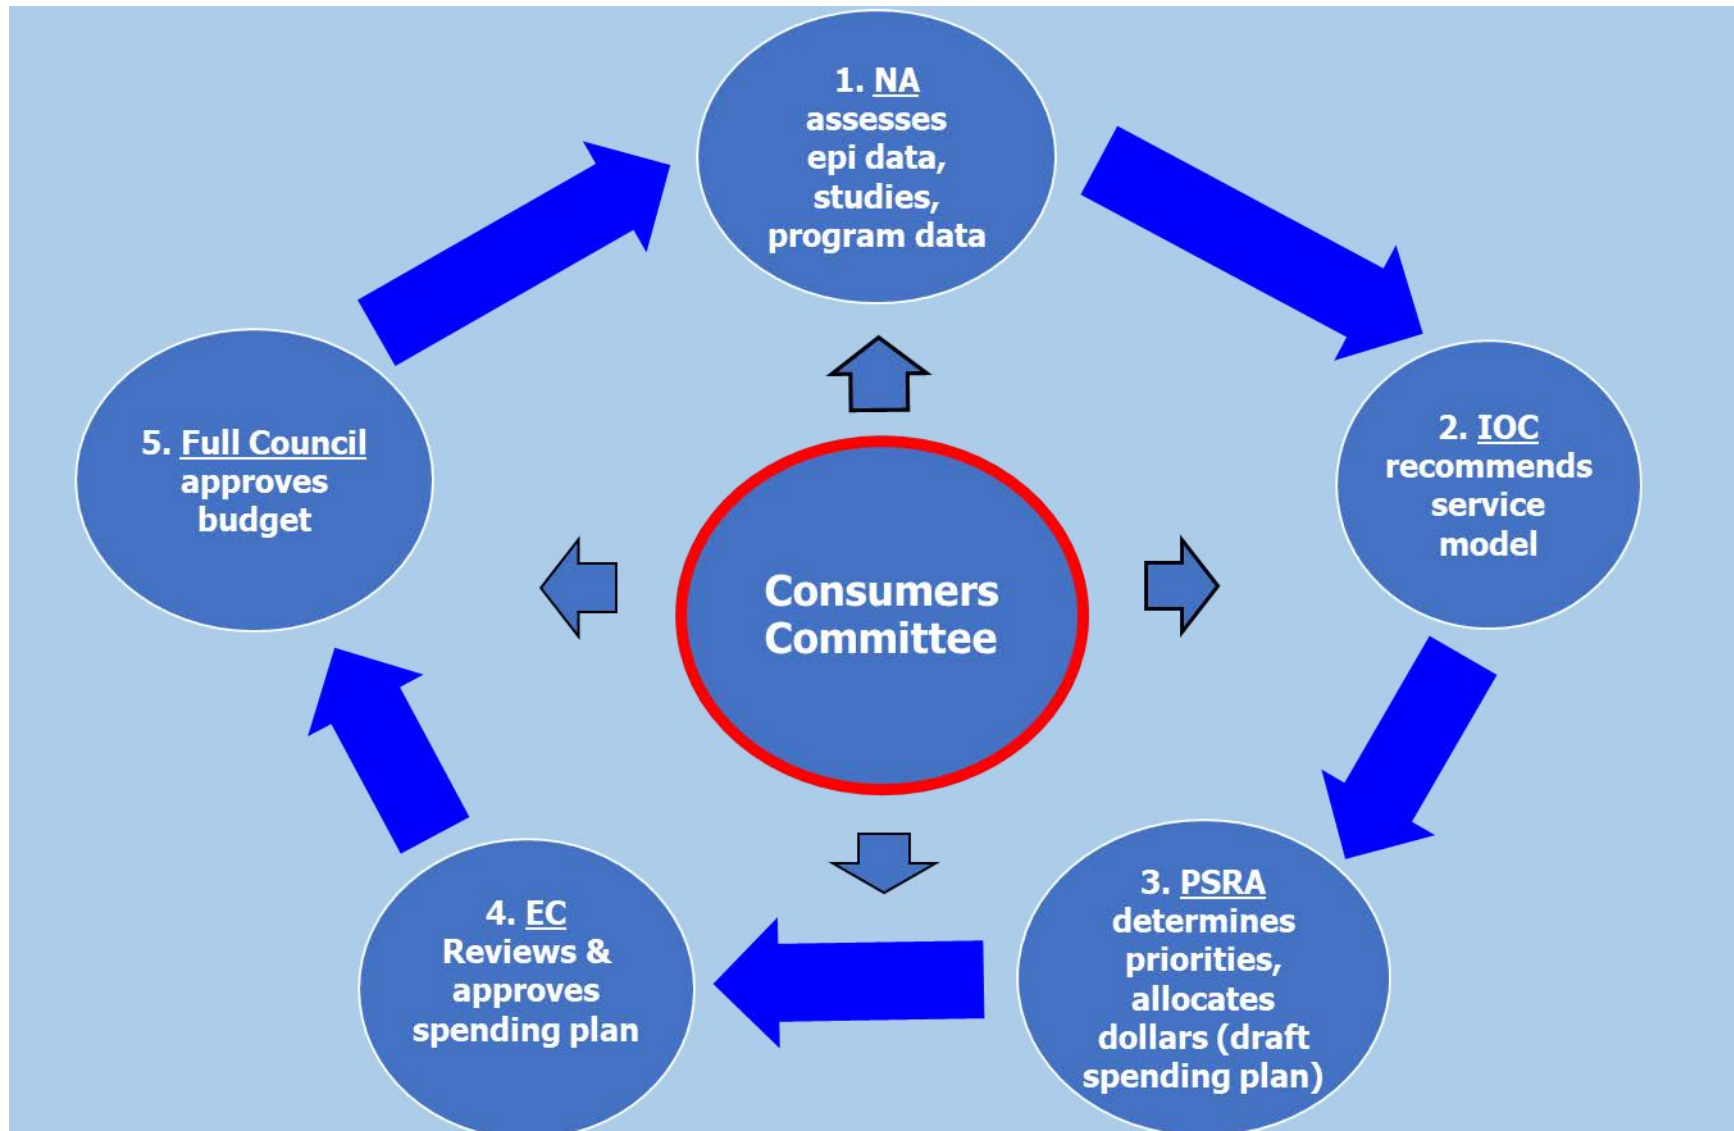 1. NA
assesses
epi data,
studies,
program data
2. IOC
recommends
service
model
3. PSRA
determines
priorities,
allocates
dollars (draft
spending plan)
4. EC
Reviews &
approves
spending plan
5. Full Council
approves
budget
Consumers
Committee